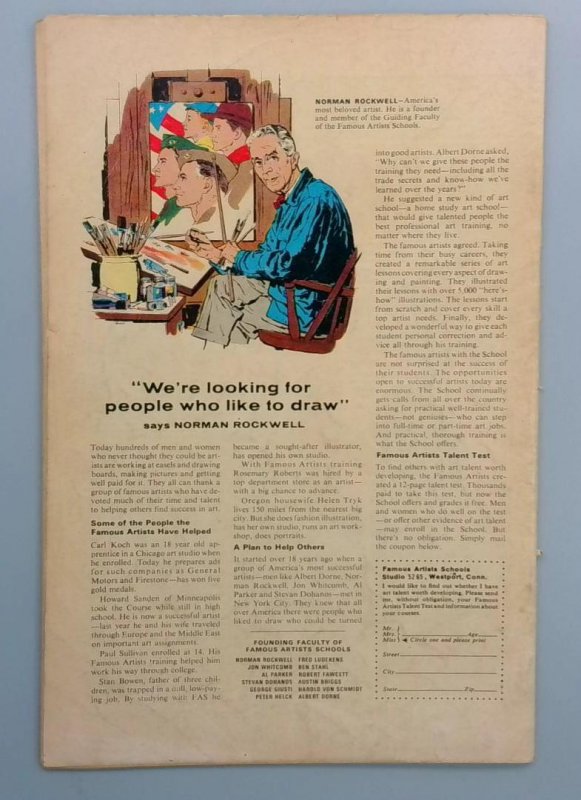 NORMAN ROCKWELL—America's
most beloved artist. He is a founder
and member of the Guiding Faculty
of the Famous Artists Schools.
"We're looking for
people who like to draw"
says NORMAN ROCKWELL
Today hundreds of men and women
who never thought they could be art-
ists are working at easels and drawing
boards, making pictures and getting
well paid for it. They all can thank a
group of famous artists who have de-
voted much of their time and talent
to helping others find success in art.
Some of the People the
Famous Artists Have Helped
Carl Koch was an 18 year old ap-
prentice in a Chicago art studio when
he enrolled. Today he prepares ads
for such companies as General
Motors and Firestone—has won five
gold medals.
Howard Sanden of Minneapolis
took the Course while still in high
school. He is now a successful artist
—last year he and his wife traveled
through Europe and the Middle East
on important art assignments.
Paul Sullivan enrolled at 14. His
Famous Artists training helped him
work his way through college.
Stan Bowen, father of three chil-
dren, was trapped in a dull, low-pay-
ing job. By studying with FAS he
became a sought-after illustrator,
has opened his own studio.
With Famous Artists training
Rosemary Roberts was hired by a
top department store as an artist—
with a big chance to advance.
Oregon housewife Helen Tryk
lives 150 miles from the nearest big
city. But she does fashion illustration,
has her own studio, runs an art work-
shop, does portraits.
A Plan to Help Others
It started over 18 years ago when a
group of America's most successful
artists—men like Albert Dorne, Nor-
man Rockwell, Jon Whitcomb, Al
Parker and Stevan Dohanos—met in
New York City. They knew that all
over America there were people who
liked to draw who could be turned
FOUNDING FACULTY OF
FAMOUS ARTISTS SCHOOLS
NORMAN ROCKWELL FRED LUDEKENS
JON WHITCOMB BEN STAHL
AL PARKER ROBERT FAWCETT
STEVAN DOHANOS AUSTIN BRIGGS
GEORGE GIUSTI HAROLD VON SCHMIDT
PETER HELCK ALBERT DORNE
into good artists. Albert Dorne asked,
"Why can't we give these people the
training they need—including all the
trade secrets and know-how we've
learned over the years?"
He suggested a new kind of art
school—a home study art school—
that would give talented people the
best professional art training, no
matter where they live.
The famous artists agreed. Taking
time from their busy careers, they
created a remarkable series of art
lessons covering every aspect of draw-
ing and painting. They illustrated
their lessons with over 5,000 "here's-
how" illustrations. The lessons start
from scratch and cover every skill a
top artist needs. Finally, they de-
veloped a wonderful way to give each
student personal correction and ad-
vice all through his training.
The famous artists with the School
are not surprised at the success of
their students. The opportunities
open to successful artists today are
enormous. The School continually
gets calls from all over the country
asking for practical well-trained stu-
dents—not geniuses—who can step
into full-time or part-time art jobs.
And practical, thorough training is
what the School offers.
Famous Artists Talent Test
To find others with art talent worth
developing, the Famous Artists cre-
ated a 12-page talent test. Thousands
paid to take this test, but now the
School offers and grades it free. Men
and women who do well on the test
—or offer other evidence of art talent
—may enroll in the School. But
there's no obligation. Simply mail
the coupon below.
Famous Artists Schools
Studio 5265, Westport, Conn.
I would like to find out whether I have
art talent worth developing. Please send
me, without obligation, your Famous
Artists Talent Test and information about
your courses.
Mr.
Mrs. Age
Miss Circle one and please print
Street
City
State Zip